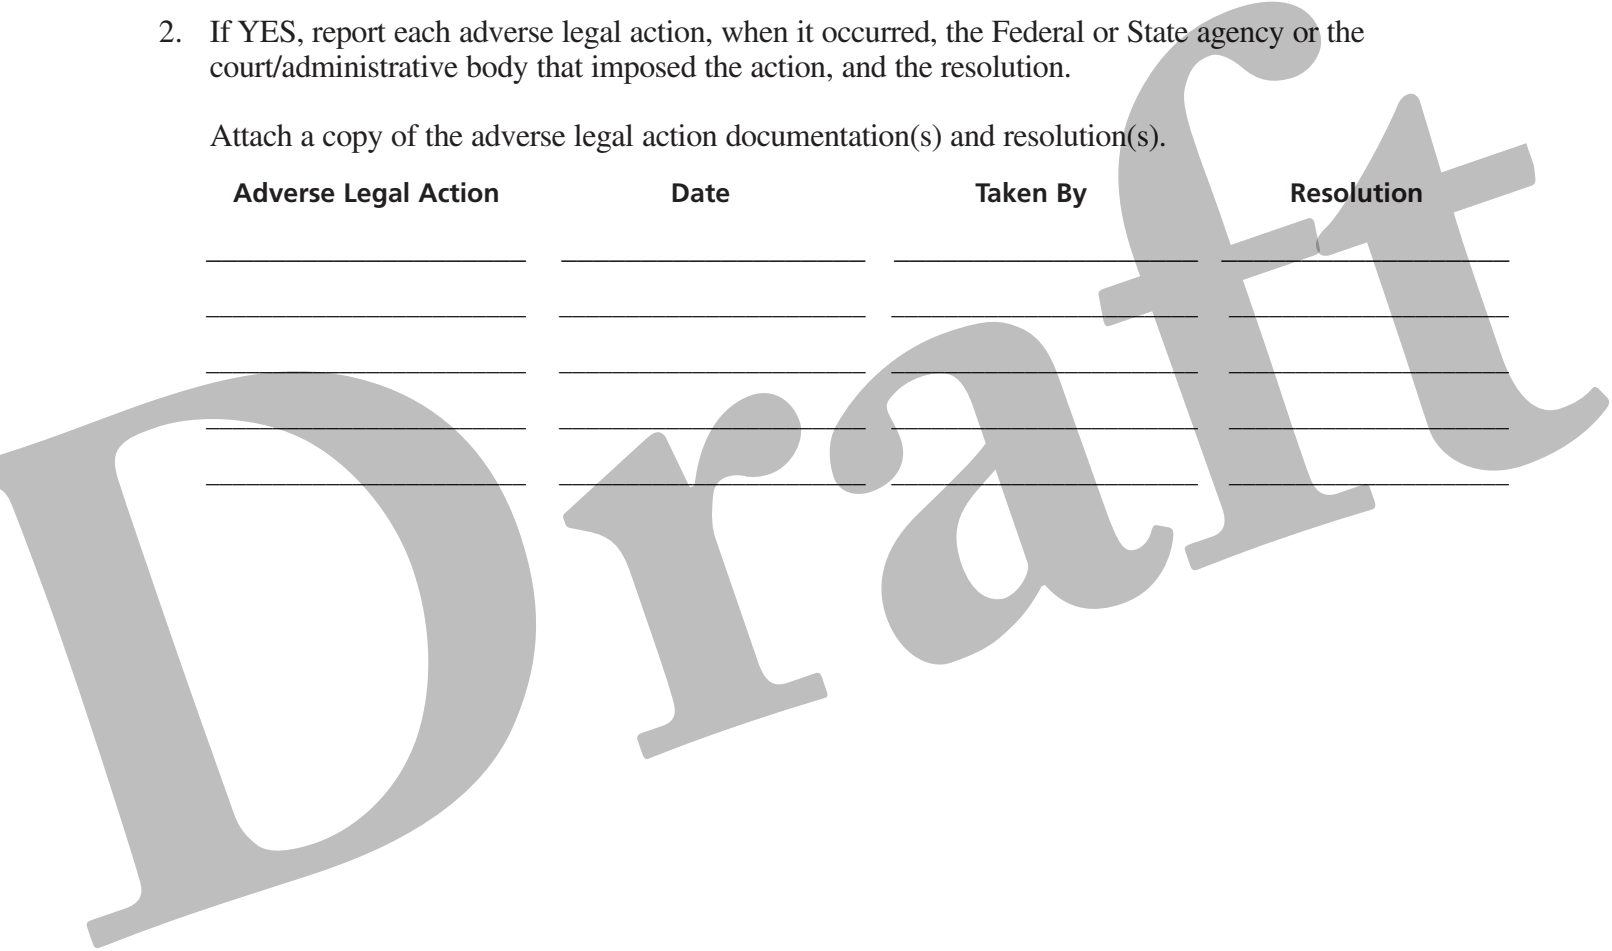 2. If YES, report each adverse legal action, when it occurred, the Federal or State agency or the
court/administrative body that imposed the action, and the resolution.
Attach a copy of the adverse legal action documentation(s) and resolution(s).
Adverse Legal Action Date Taken By Resolution
Draft